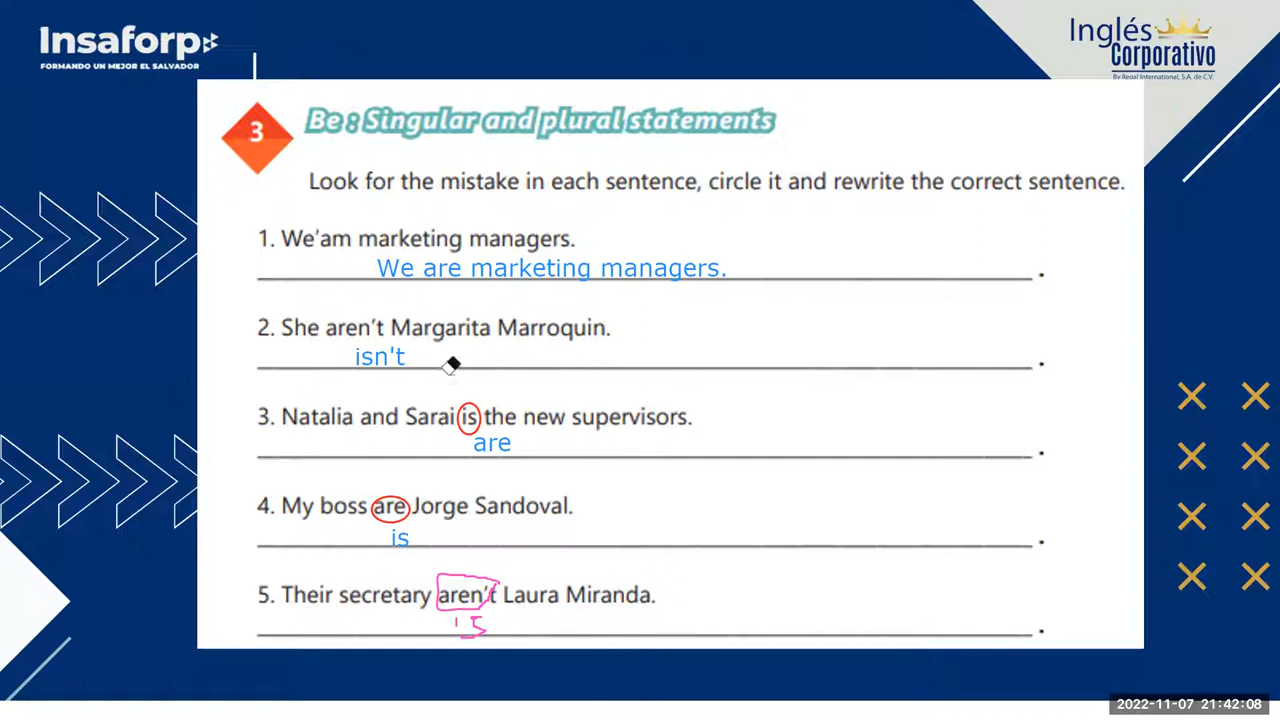 Insaforp
FORMANDO UN MEJOR EL SALVADOR
Inglés
Corporativo
By Regal International, S.A. de C.V.
3
Be : Singular and plural statements
Look for the mistake in each sentence, circle it and rewrite the correct sentence.
1. We'am marketing managers.
We are marketing managers.
2. She aren't Margarita Marroquin.
isn't
3. Natalia and Sarai is the new supervisors.
are
4. My boss are Jorge Sandoval.
is
5. Their secretary aren't Laura Miranda.
is
2022-11-07 21:42:08